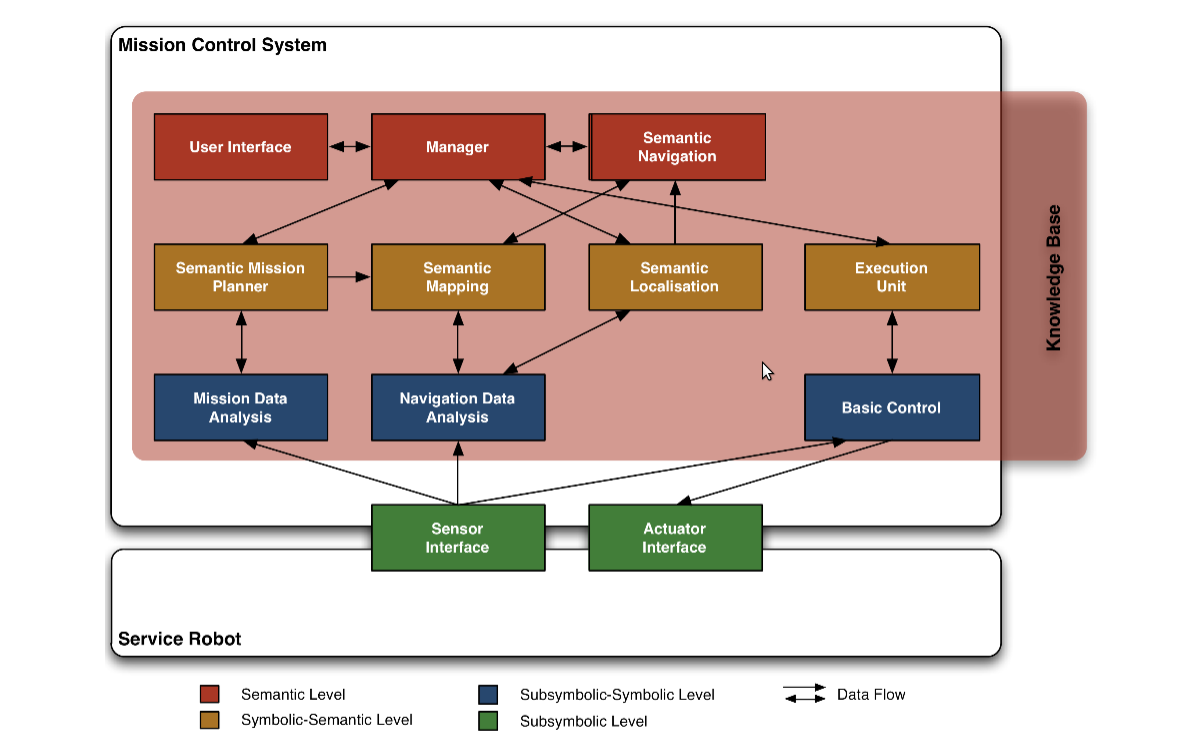 Mission Control System
User Interface
Manager
Semantic
Navigation
Semantic Mission
Planner
Semantic
Mapping
Semantic
Localisation
Execution
Unit
Knowledge Base
Mission Data
Analysis
Navigation Data
Analysis
Basic Control
Sensor
Interface
Actuator
Interface
Service Robot
Semantic Level
Subsymbolic-Symbolic Level
Data Flow
Symbolic-Semantic Level
Subsymbolic Level